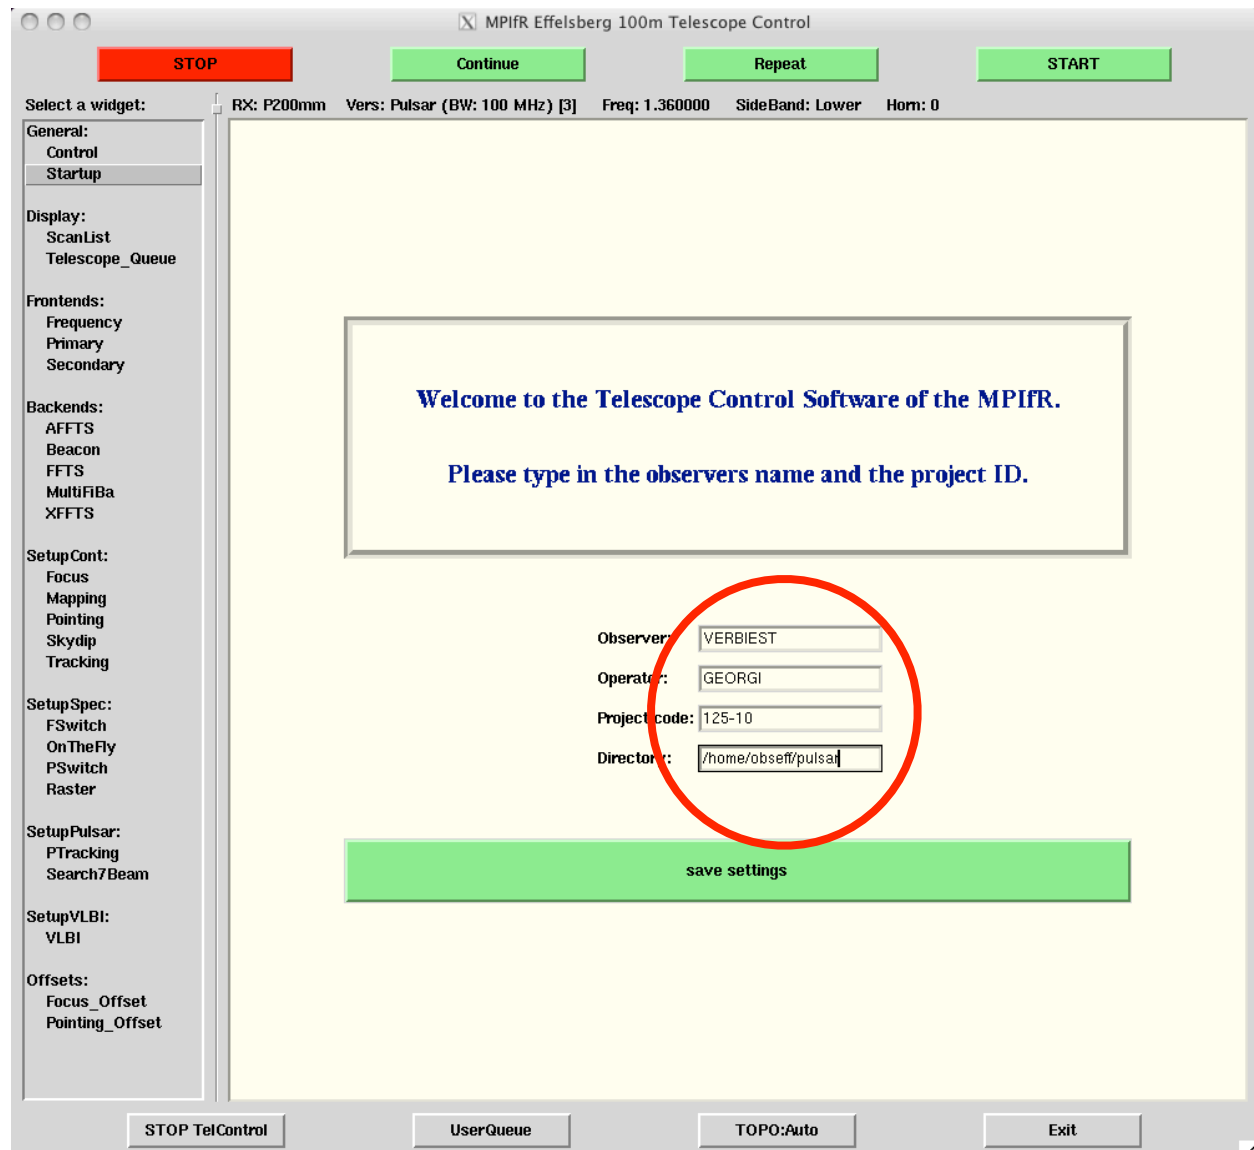 MPIfR Effelsberg 100m Telescope Control
STOP Continue Repeat START
Select a widget: RX: P200mm Vers: Pulsar (BW: 100 MHz) [3] Freq: 1.360000 SideBand: Lower Horn: 0
General:
Control
Startup
Display:
ScanList
Telescope_Queue
Frontends:
Frequency
Primary
Secondary
Backends:
AFFTS
Beacon
FFTS
MultiFiBa
XFFTS
SetupCont:
Focus
Mapping
Pointing
Skydip
Tracking
SetupSpec:
FSwitch
OnTheFly
PSwitch
Raster
SetupPulsar:
PTracking
Search7Beam
SetupVLBI:
VLBI
Offsets:
Focus_Offset
Pointing_Offset
Welcome to the Telescope Control Software of the MPIfR.
Please type in the observers name and the project ID.
Observer: VERBIEST
Operator: GEORGI
Project code: 125-10
Directory: /home/obseff/pulsar
save settings
STOP TelControl UserQueue TOPO:Auto Exit